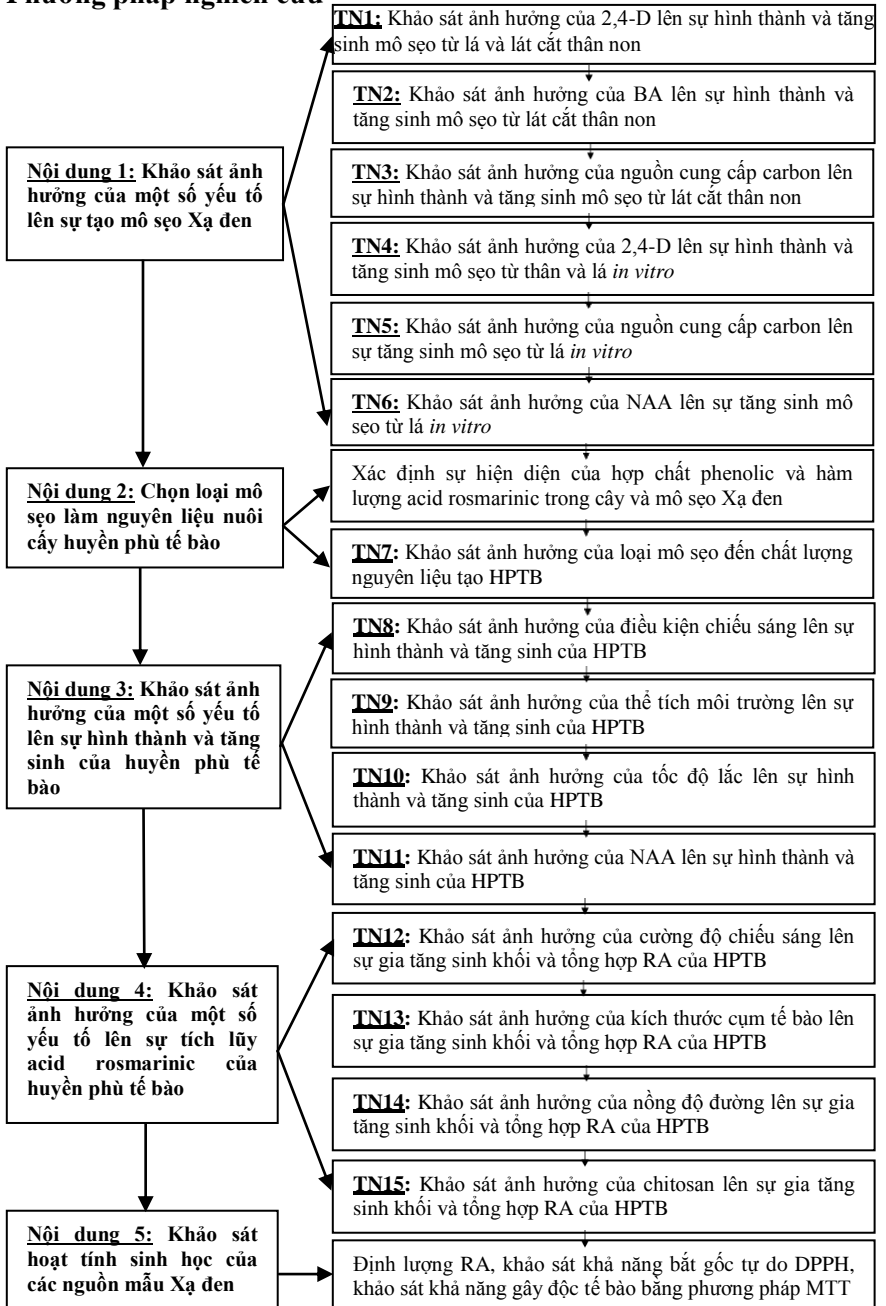 Phương pháp nghiên cứu
TN1: Khảo sát ảnh hưởng của 2,4-D lên sự hình thành và tăng
sinh mô sẹo từ lá và lát cắt thân non
TN2: Khảo sát ảnh hưởng của BA lên sự hình thành và
tăng sinh mô sẹo từ lát cắt thân non
Nội dung 1: Khảo sát ảnh
hưởng của một số yếu tố
lên sự tạo mô sẹo Xạ đen
TN3: Khảo sát ảnh hưởng của nguồn cung cấp carbon lên
sự hình thành và tăng sinh mô sẹo từ lát cắt thân non
TN4: Khảo sát ảnh hưởng của 2,4-D lên sự hình thành và
tăng sinh mô sẹo từ thân và lá in vitro
TN5: Khảo sát ảnh hưởng của nguồn cung cấp carbon lên
sự tăng sinh mô sẹo từ lá in vitro
TN6: Khảo sát ảnh hưởng của NAA lên sự tăng sinh mô
sẹo từ lá in vitro
Nội dung 2: Chọn loại mô
sẹo làm nguyên liệu nuôi
cấy huyền phù tế bào
Xác định sự hiện diện của hợp chất phenolic và hàm
lượng acid rosmarinic trong cây và mô sẹo Xạ đen
TN7: Khảo sát ảnh hưởng của loại mô sẹo đến chất lượng
nguyên liệu tạo HPTB
TN8: Khảo sát ảnh hưởng của điều kiện chiếu sáng lên sự
hình thành và tăng sinh của HPTB
Nội dung 3: Khảo sát ảnh
hưởng của một số yếu tố
lên sự hình thành và tăng
sinh của huyền phù tế
bào
TN9: Khảo sát ảnh hưởng của thể tích môi trường lên sự
hình thành và tăng sinh của HPTB
TN10: Khảo sát ảnh hưởng của tốc độ lắc lên sự hình
thành và tăng sinh của HPTB
TN11: Khảo sát ảnh hưởng của NAA lên sự hình thành và
tăng sinh của HPTB
TN12: Khảo sát ảnh hưởng của cường độ chiếu sáng lên
sự gia tăng sinh khối và tổng hợp RA của HPTB
Nội dung 4: Khảo sát
ảnh hưởng của một số
yếu tố lên sự tích lũy
acid rosmarinic của
huyền phù tế bào
TN13: Khảo sát ảnh hưởng của kích thước cụm tế bào lên
sự gia tăng sinh khối và tổng hợp RA của HPTB
TN14: Khảo sát ảnh hưởng của nồng độ đường lên sự gia
tăng sinh khối và tổng hợp RA của HPTB
TN15: Khảo sát ảnh hưởng của chitosan lên sự gia tăng
sinh khối và tổng hợp RA của HPTB
Nội dung 5: Khảo sát
hoạt tính sinh học của
các nguồn mẫu Xạ đen
Định lượng RA, khảo sát khả năng bắt gốc tự do DPPH,
khảo sát khả năng gây độc tế bào bằng phương pháp MTT